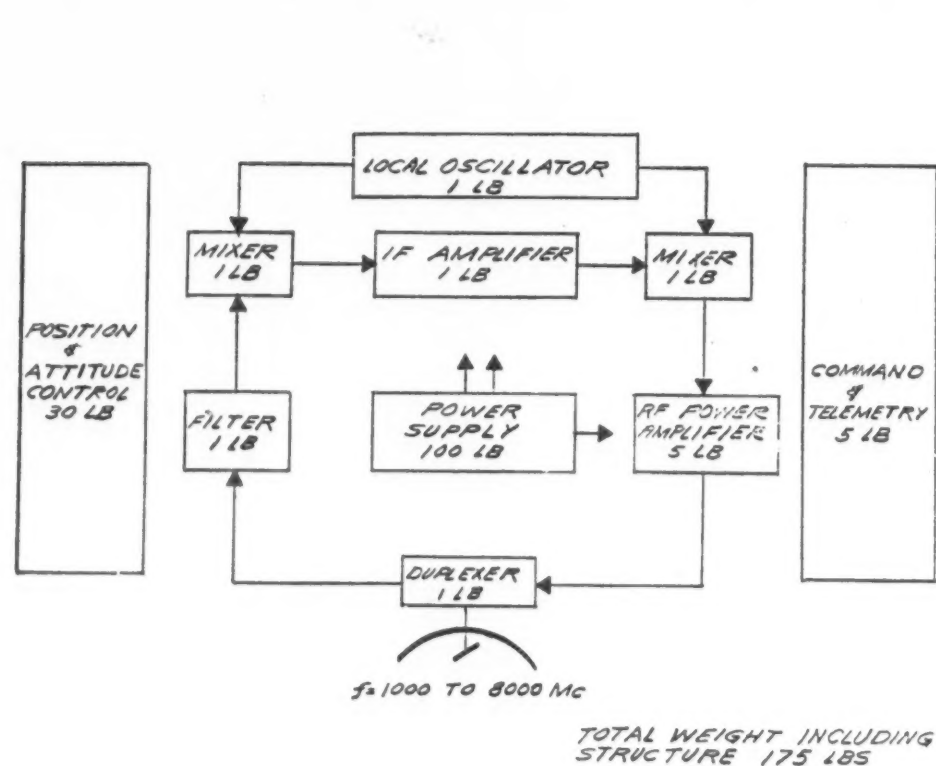 LOCAL OSCILLATOR
1 LB
MIXER
1 LB
IF AMPLIFIER
1 LB
MIXER
1 LB
POSITION
&
ATTITUDE
CONTROL
30 LB
FILTER
1 LB
POWER
SUPPLY
100 LB
RF POWER
AMPLIFIER
5 LB
COMMAND
&
TELEMETRY
5 LB
DUPLEXER
1 LB
f=1000 TO 8000 MC
TOTAL WEIGHT INCLUDING
STRUCTURE 175 LBS